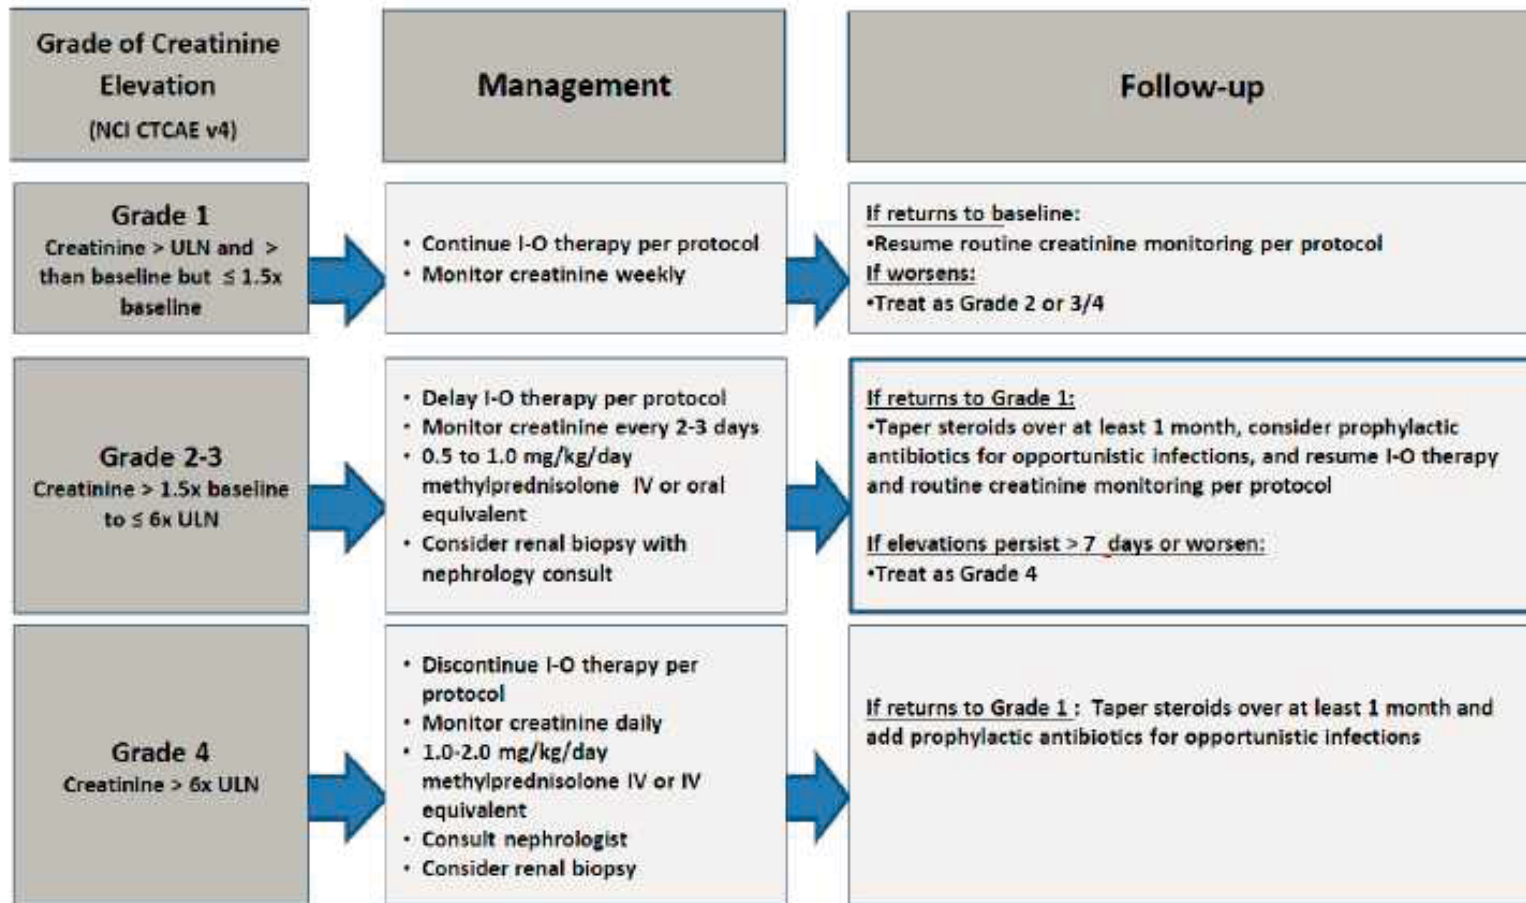 Grade of Creatinine
Elevation
(NCI CTCAE v4)
Management
Follow-up
Grade 1
Creatinine > ULN and >
than baseline but ≤ 1.5x
baseline
• Continue I-O therapy per protocol
• Monitor creatinine weekly
If returns to baseline:
•Resume routine creatinine monitoring per protocol
If worsens:
•Treat as Grade 2 or 3/4
Grade 2-3
Creatinine > 1.5x baseline
to ≤ 6x ULN
• Delay I-O therapy per protocol
• Monitor creatinine every 2-3 days
• 0.5 to 1.0 mg/kg/day
methylprednisolone IV or oral
equivalent
• Consider renal biopsy with
nephrology consult
If returns to Grade 1:
•Taper steroids over at least 1 month, consider prophylactic
antibiotics for opportunistic infections, and resume I-O therapy
and routine creatinine monitoring per protocol
If elevations persist > 7 days or worsen:
•Treat as Grade 4
Grade 4
Creatinine > 6x ULN
• Discontinue I-O therapy per
protocol
• Monitor creatinine daily
• 1.0-2.0 mg/kg/day
methylprednisolone IV or IV
equivalent
• Consult nephrologist
• Consider renal biopsy
If returns to Grade 1 : Taper steroids over at least 1 month and
add prophylactic antibiotics for opportunistic infections